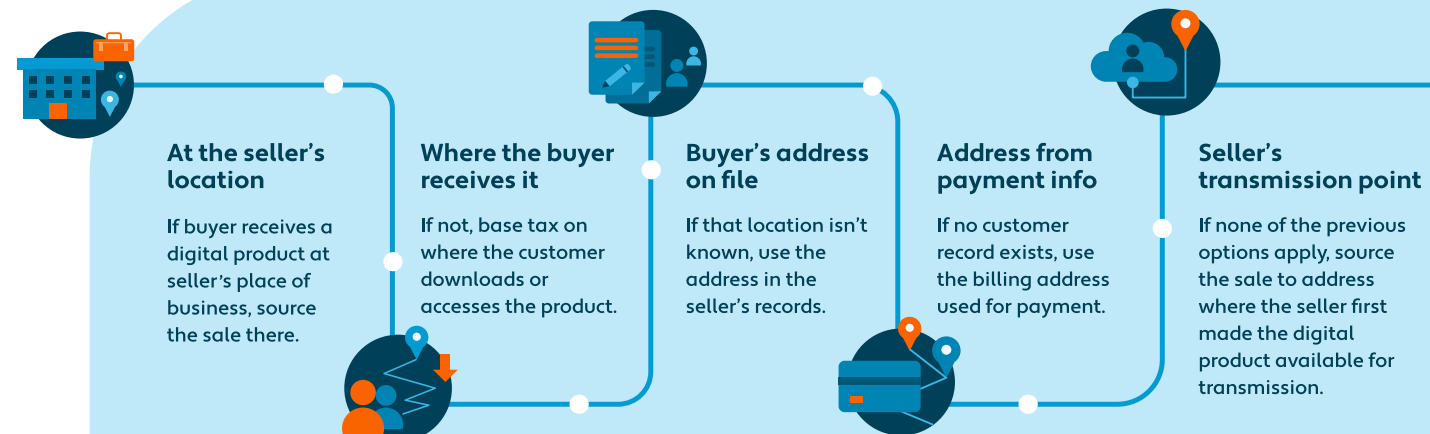 At the seller's
location
If buyer receives a
digital product at
seller's place of
business, source
the sale there.
Where the buyer
receives it
If not, base tax on
where the customer
downloads or
accesses the product.
Buyer's address
on file
If that location isn't
known, use the
address in the
seller's records.
Address from
payment info
If no customer
record exists, use
the billing address
used for payment.
Seller's
transmission point
If none of the previous
options apply, source
the sale to address
where the seller first
made the digital
product available for
transmission.